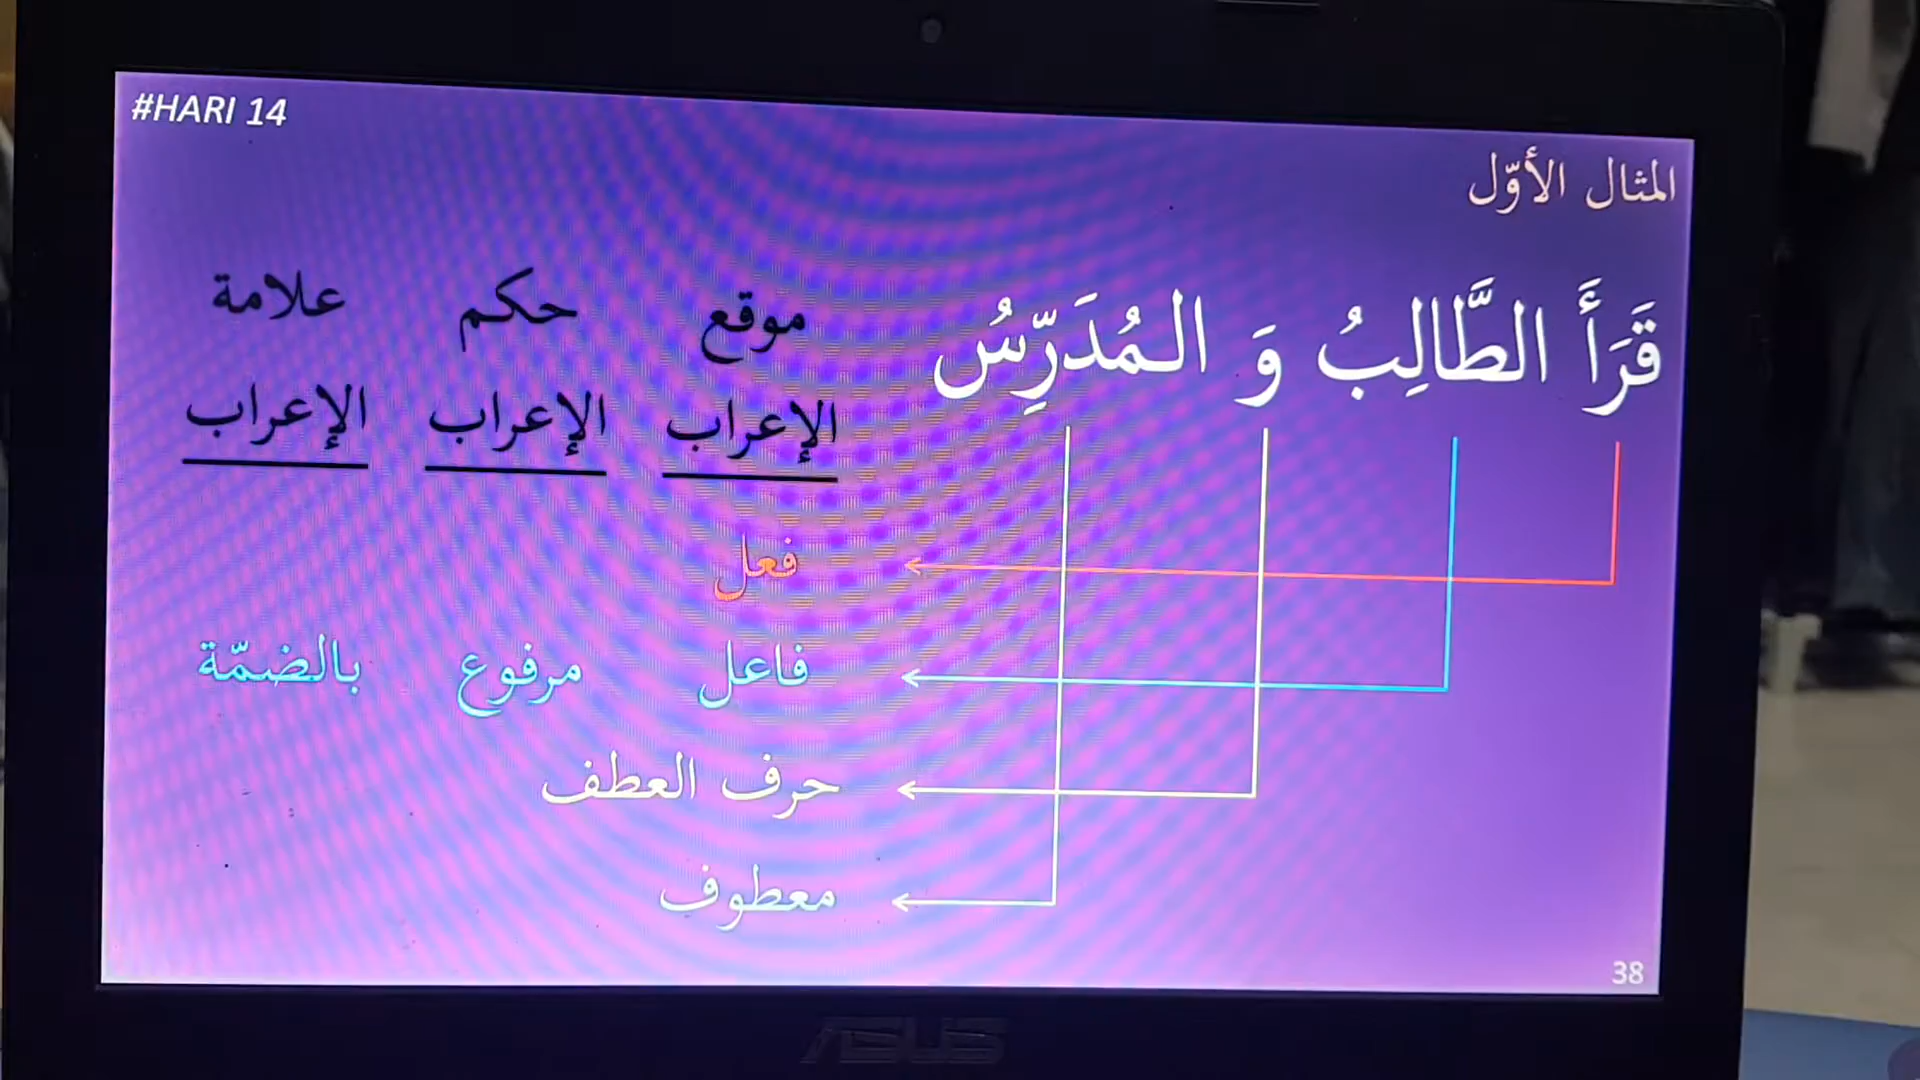 #HARI 14
المثال الأوّل
قَرَأَ الطَّالِبُ وَ الـمُدَرِّسُ
موقع الإعراب
حكم الإعراب
علامة الإعراب
فعل
فاعل مرفوع بالضمّة
حرف العطف
معطوف
38
ASUS